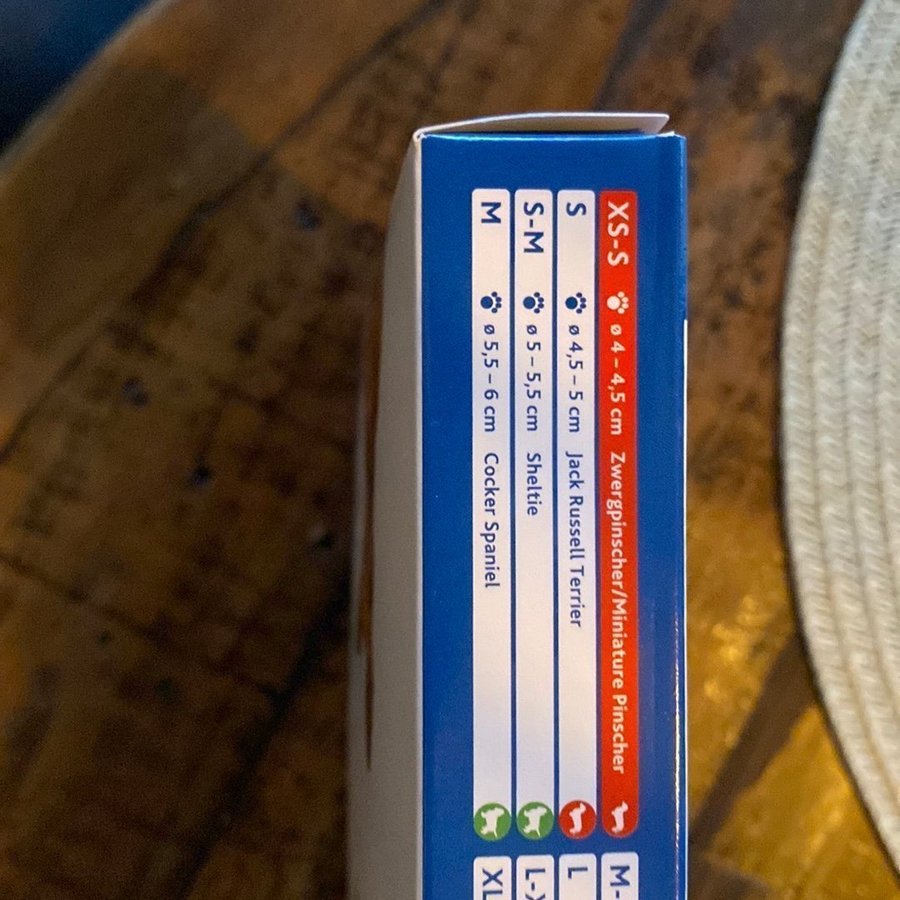 XS-S ø 4 – 4,5 cm Zwergpinscher/Miniature Pinscher
S ø 4,5 – 5 cm Jack Russell Terrier
S-M ø 5 – 5,5 cm Sheltie
M ø 5,5 – 6 cm Cocker Spaniel
L
XL